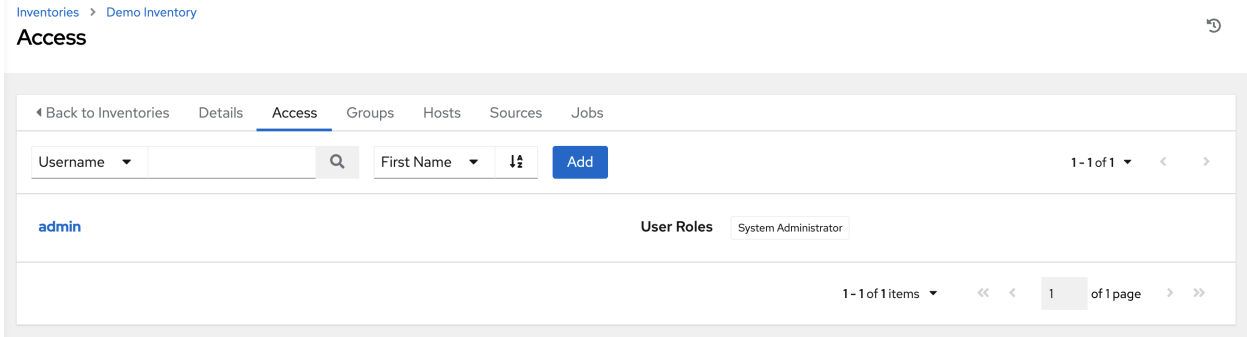 Inventories > Demo Inventory
Access
Back to Inventories Details Access Groups Hosts Sources Jobs
Username First Name Add 1 - 1 of 1
admin User Roles System Administrator
1 - 1 of 1 items 1 of 1 page